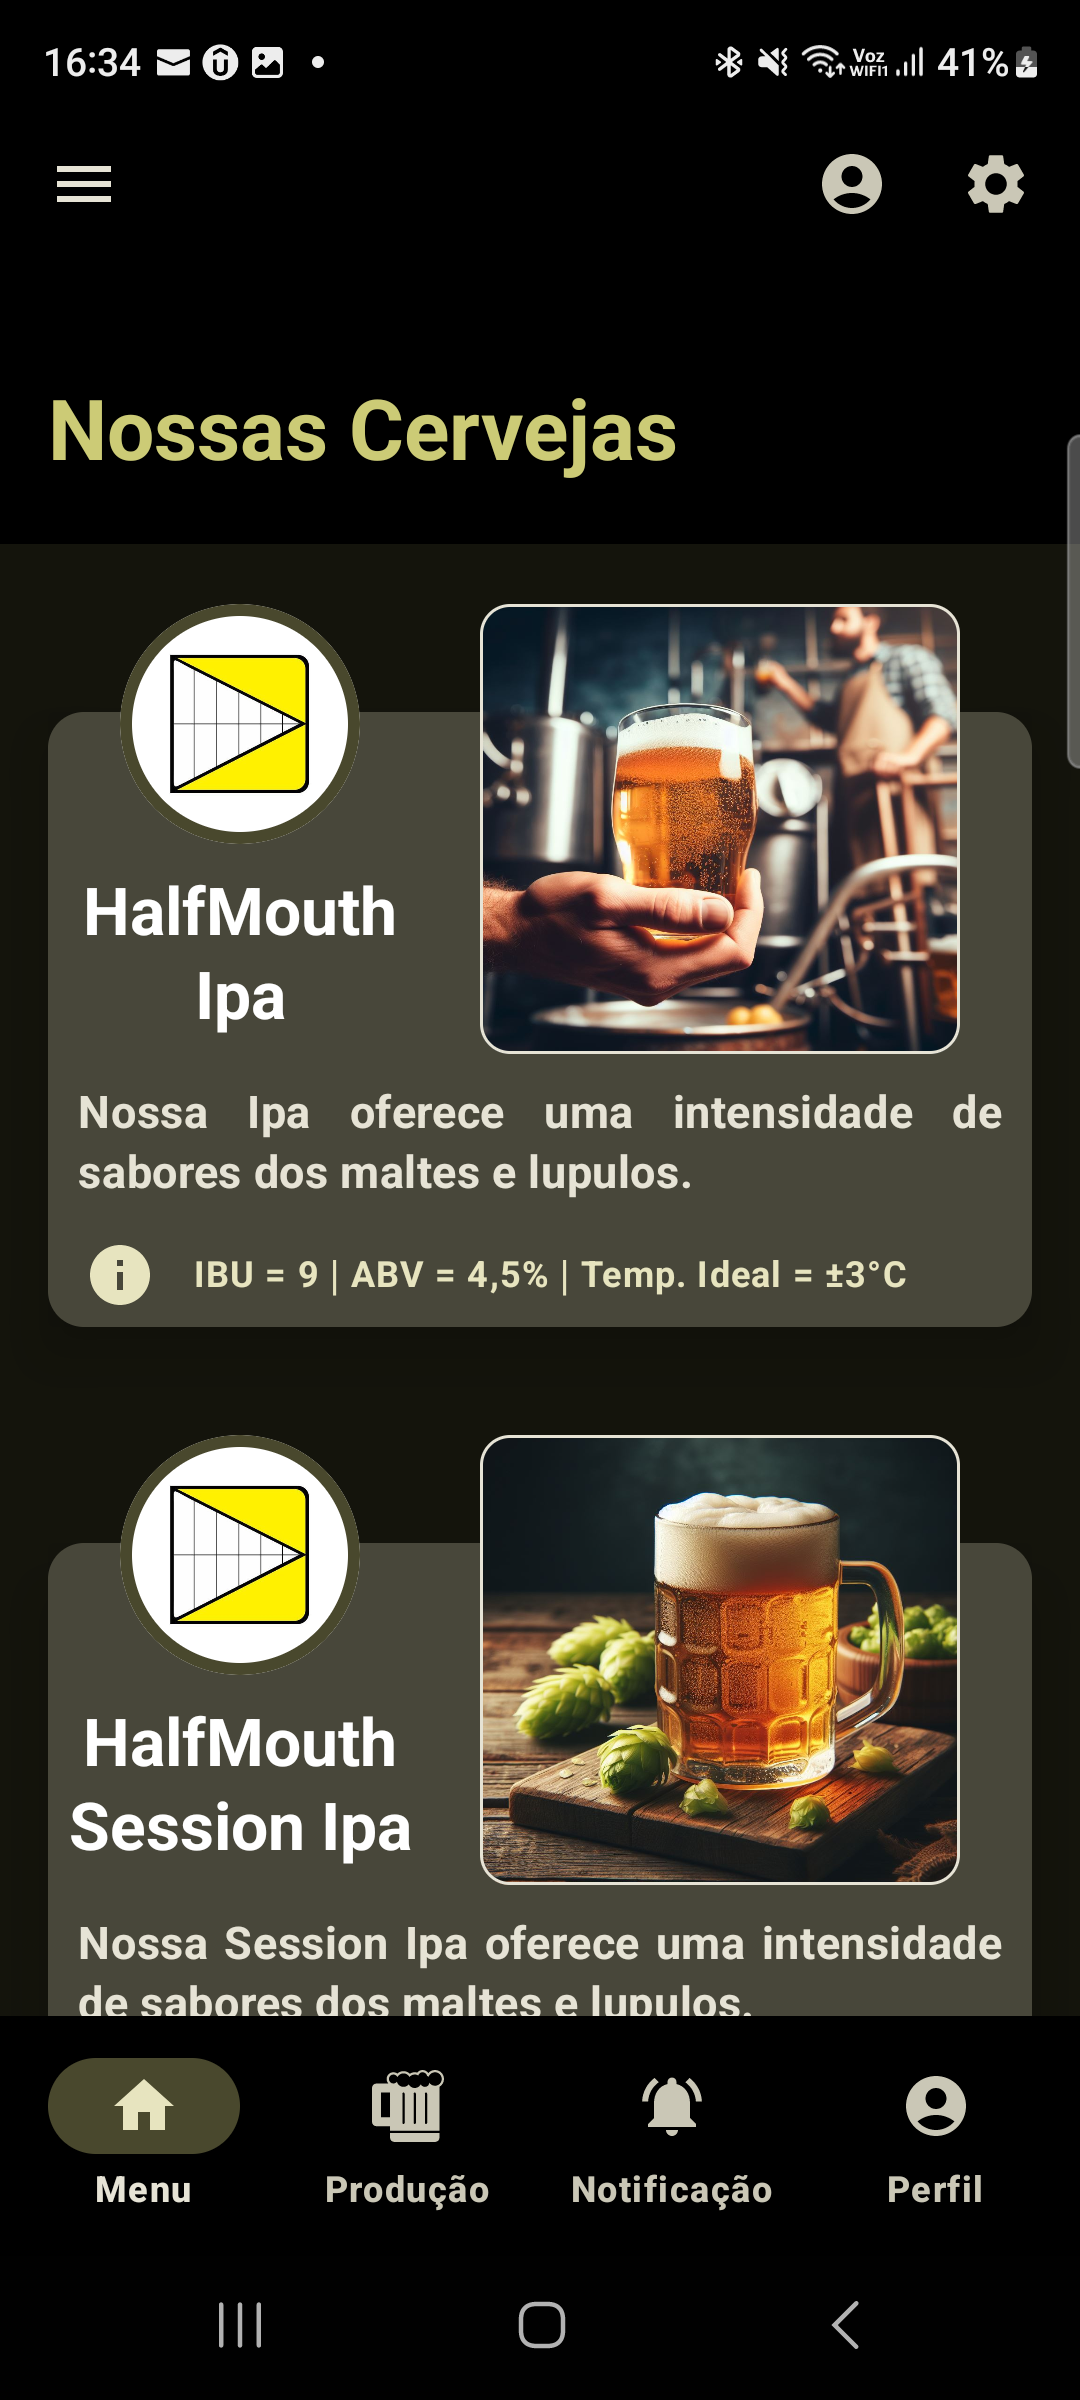 16:34
Voz
WIFI1
41%
Nossas Cervejas
HalfMouth
Ipa
Nossa Ipa oferece uma intensidade de
sabores dos maltes e lupulos.
IBU = 9 | ABV = 4,5% | Temp. Ideal = ±3°C
HalfMouth
Session Ipa
Nossa Session Ipa oferece uma intensidade
de sabores dos maltes e lupulos.
Menu
Produção
Notificação
Perfil